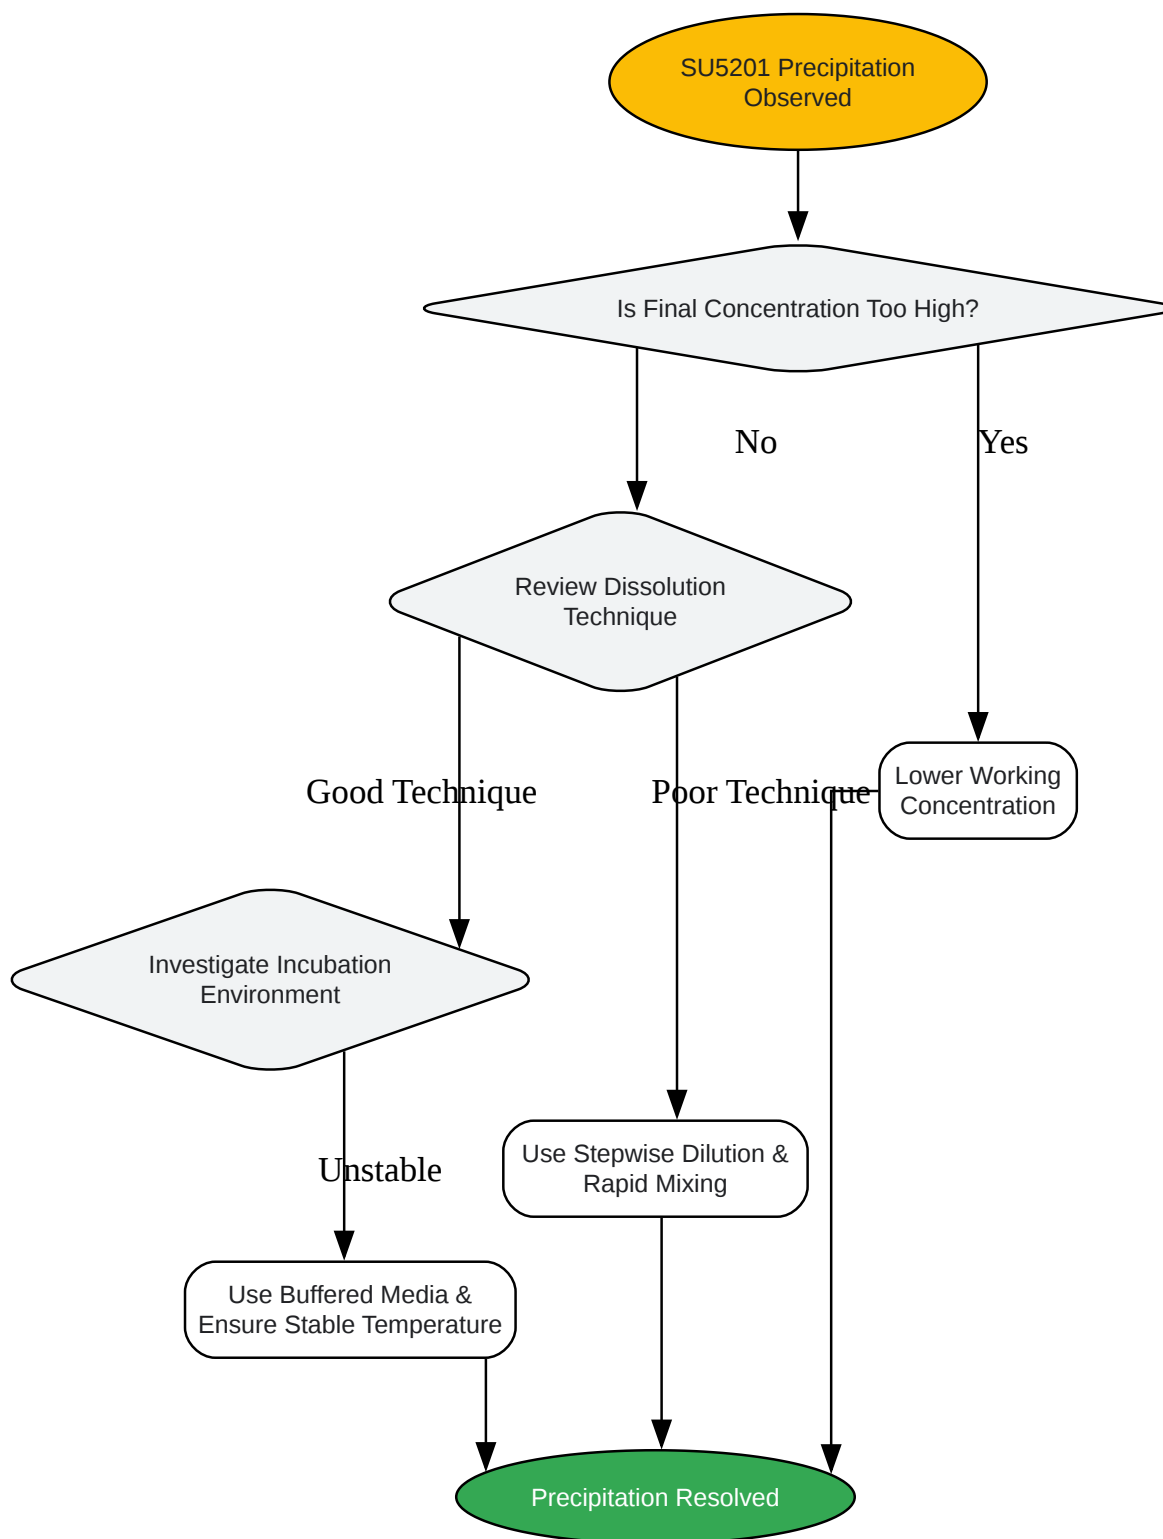 SU5201 Precipitation
Observed
Is Final Concentration Too High?
No
Yes
Review Dissolution
Technique
Good Technique
Poor Technique
Lower Working
Concentration
Investigate Incubation
Environment
Unstable
Use Stepwise Dilution &
Rapid Mixing
Use Buffered Media &
Ensure Stable Temperature
Precipitation Resolved